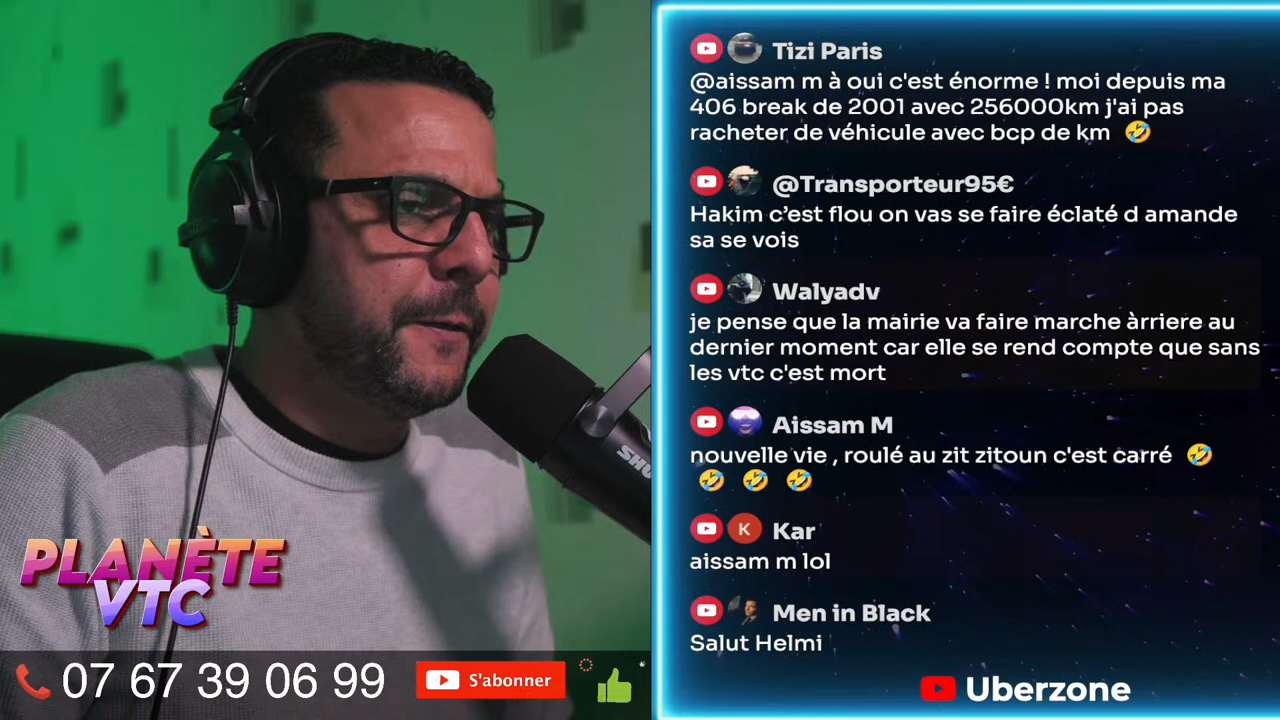 Tizi Paris
@aissam m à oui c'est énorme ! moi depuis ma
406 break de 2001 avec 256000km j'ai pas
racheter de véhicule avec bcp de km 🤣
@Transporteur95€
Hakim c’est flou on vas se faire éclaté d amande
sa se vois
Walyadv
je pense que la mairie va faire marche àrriere au
dernier moment car elle se rend compte que sans
les vtc c'est mort
Aissam M
nouvelle vie , roulé au zit zitoun c'est carré 🤣
🤣 🤣 🤣
K Kar
aissam m lol
Men in Black
Salut Helmi
Uberzone
SHU
PLANÈTE
VTC
07 67 39 06 99
S'abonner